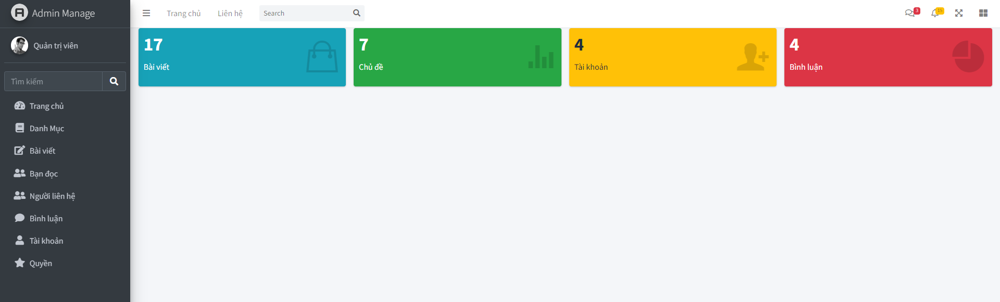 Admin Manage
Quản trị viên
Tìm kiếm
Trang chủ
Danh Mục
Bài viết
Bạn đọc
Người liên hệ
Bình luận
Tài khoản
Quyền
Trang chủ
Liên hệ
Search
3
15
17
Bài viết
7
Chủ đề
4
Tài khoản
4
Bình luận